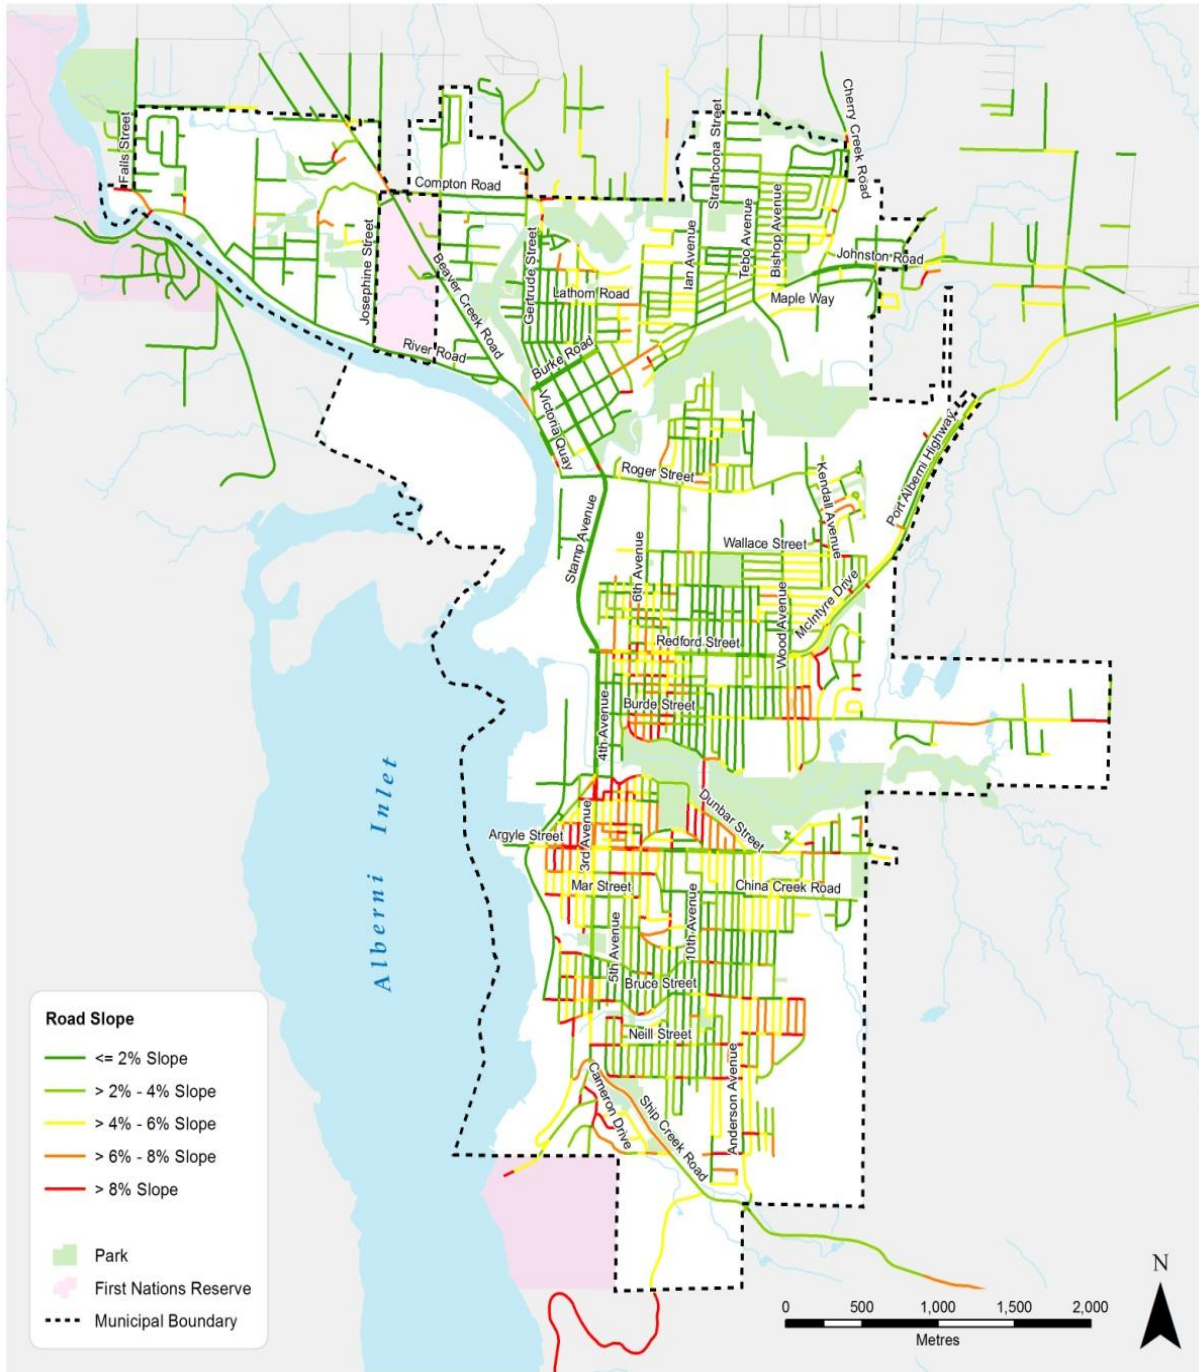 Cherry Creek Road
Strathcona Street
Falls Street
Compton Road
Tebo Avenue
Bishop Avenue
Ian Avenue
Josephine Street
Gertrude Street
Johnston Road
Beaver Creek Road
Lathom Road
Maple Way
River Road
Burke Road
Victoria Quay
Port Alberni Highway
Roger Street
Kendall Avenue
Stamp Avenue
Wallace Street
6th Avenue
McIntyre Drive
Wood Avenue
Redford Street
Burde Street
4th Avenue
Alberni Inlet
Dunbar Street
Argyle Street
3rd Avenue
Mar Street
China Creek Road
10th Avenue
5th Avenue
Bruce Street
Neill Street
Anderson Avenue
Cameron Drive
Ship Creek Road
Road Slope
<= 2% Slope
> 2% - 4% Slope
> 4% - 6% Slope
> 6% - 8% Slope
> 8% Slope
Park
First Nations Reserve
Municipal Boundary
N
0 500 1,000 1,500 2,000
Metres